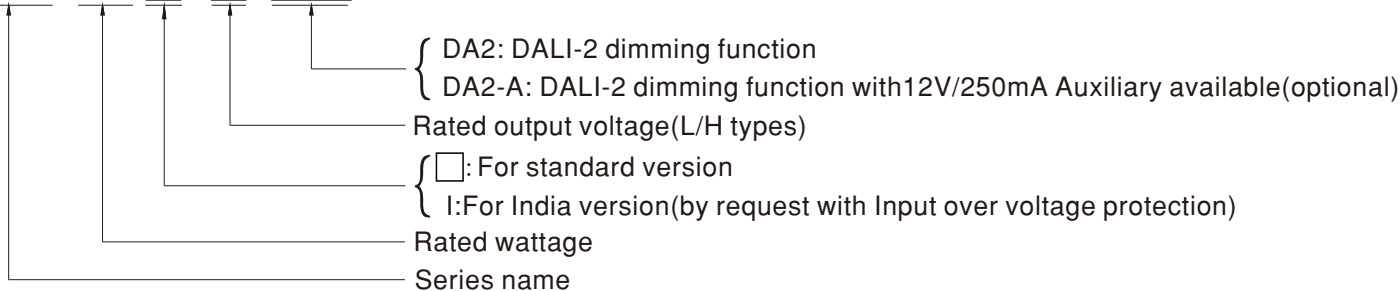 DA2: DALI-2 dimming function
DA2-A: DALI-2 dimming function with12V/250mA Auxiliary available(optional)
Rated output voltage(L/H types)
: For standard version
I:For India version(by request with Input over voltage protection)
Rated wattage
Series name